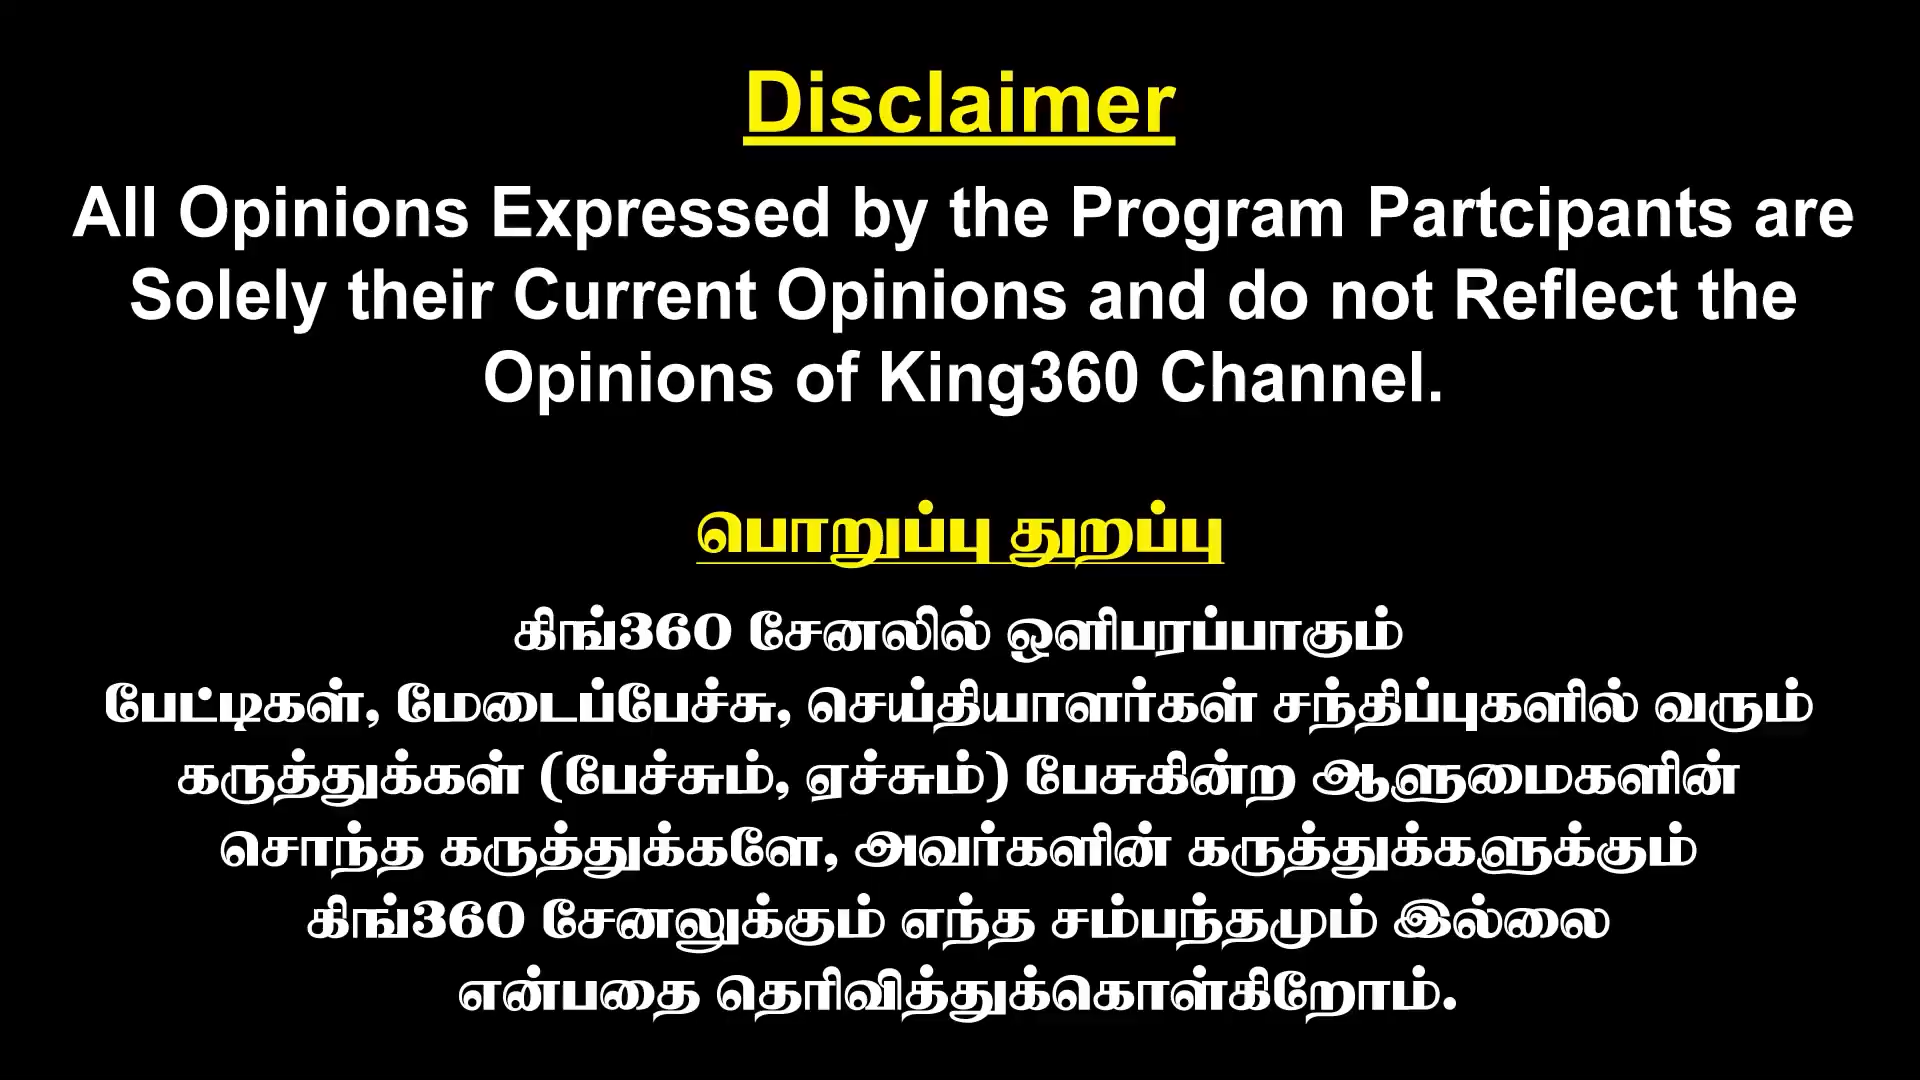 Disclaimer
All Opinions Expressed by the Program Partcipants are
Solely their Current Opinions and do not Reflect the
Opinions of King360 Channel.
பொறுப்பு துறப்பு
கிங்360 சேனலில் ஒளிபரப்பாகும்
பேட்டிகள், மேடைப்பேச்சு, செய்தியாளர்கள் சந்திப்புகளில் வரும்
கருத்துக்கள் (பேச்சும், ஏச்சும்) பேசுகின்ற ஆளுமைகளின்
சொந்த கருத்துக்களே, அவர்களின் கருத்துக்களுக்கும்
கிங்360 சேனலுக்கும் எந்த சம்பந்தமும் இல்லை
என்பதை தெரிவித்துக்கொள்கிறோம்.